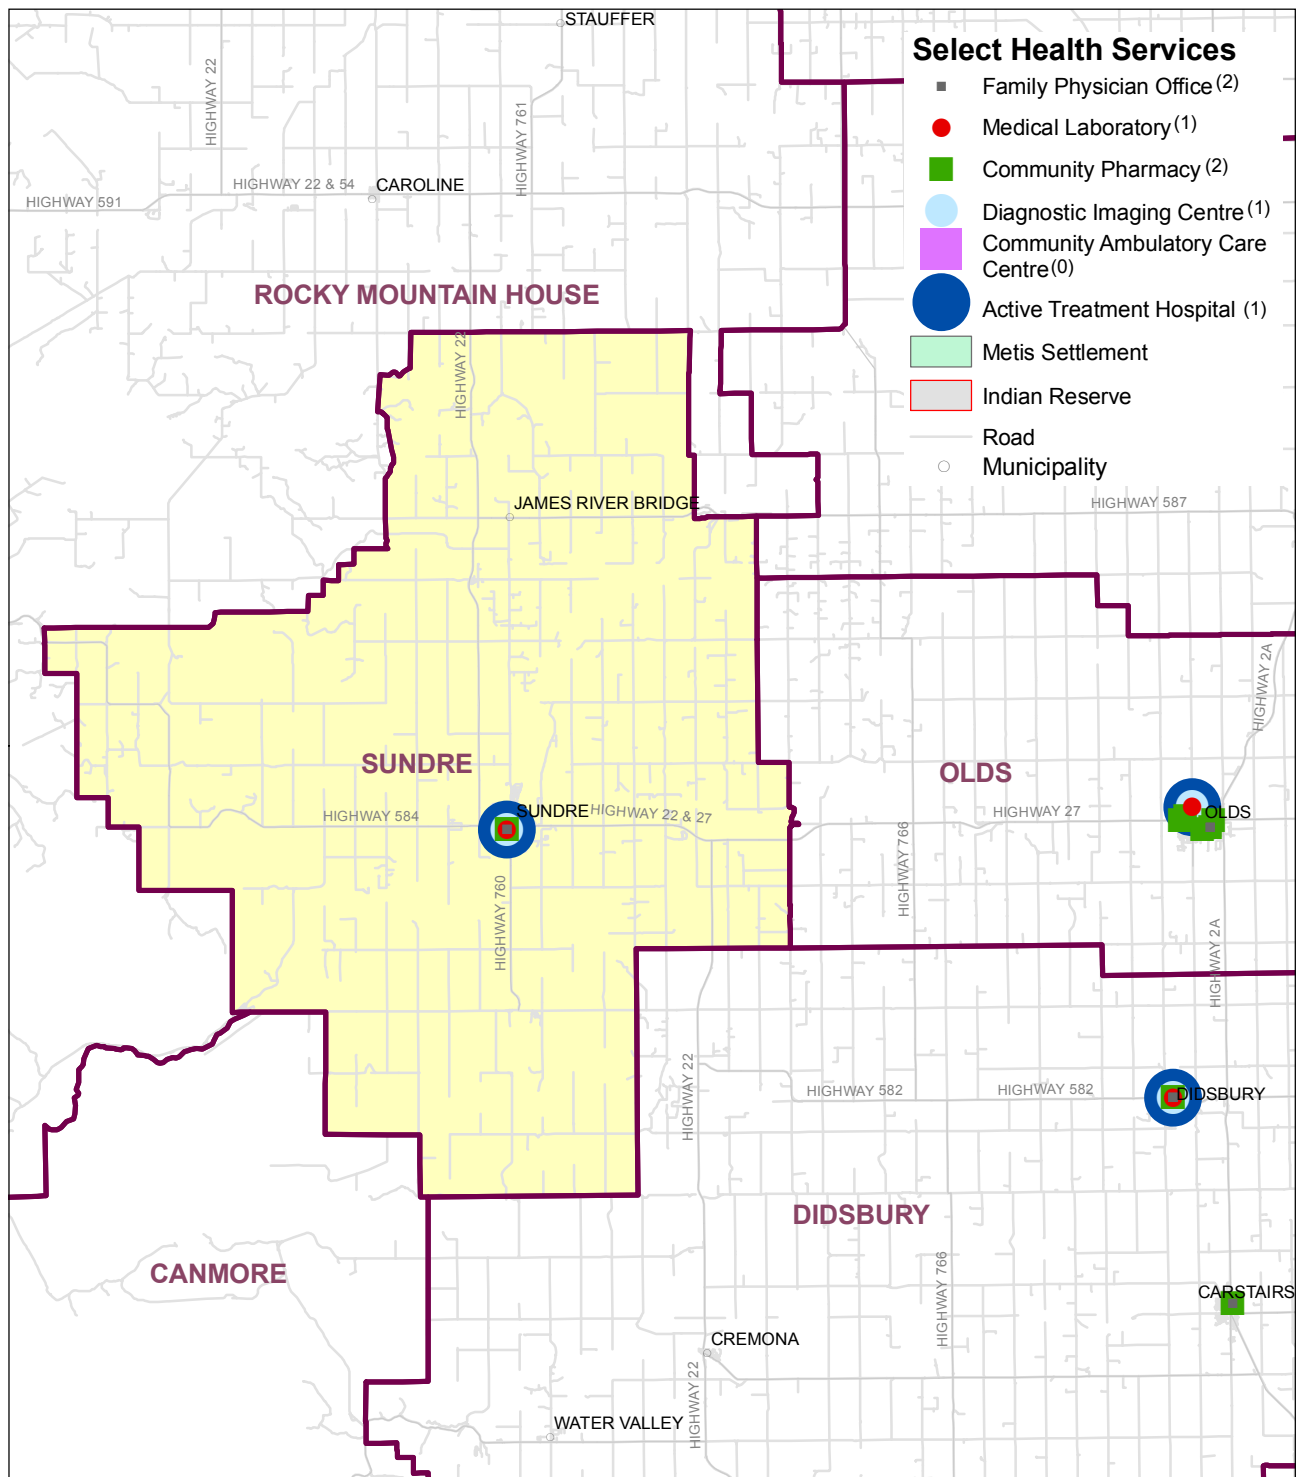 STAUFFER
Select Health Services
Family Physician Office (2)
Medical Laboratory (1)
Community Pharmacy (2)
Diagnostic Imaging Centre (1)
Community Ambulatory Care
Centre (0)
Active Treatment Hospital (1)
Metis Settlement
Indian Reserve
Road
Municipality
HIGHWAY 22
HIGHWAY 761
HIGHWAY 22 & 54
CAROLINE
HIGHWAY 591
ROCKY MOUNTAIN HOUSE
HIGHWAY 22
JAMES RIVER BRIDGE
HIGHWAY 587
HIGHWAY 2A
SUNDRE
OLDS
HIGHWAY 584
SUNDRE
HIGHWAY 22 & 27
HIGHWAY 27
OLDS
HIGHWAY 766
HIGHWAY 760
HIGHWAY 2A
HIGHWAY 22
HIGHWAY 582
HIGHWAY 582
DIDSBURY
DIDSBURY
CANMORE
HIGHWAY 766
CARSTAIRS
CREMONA
HIGHWAY 22
WATER VALLEY